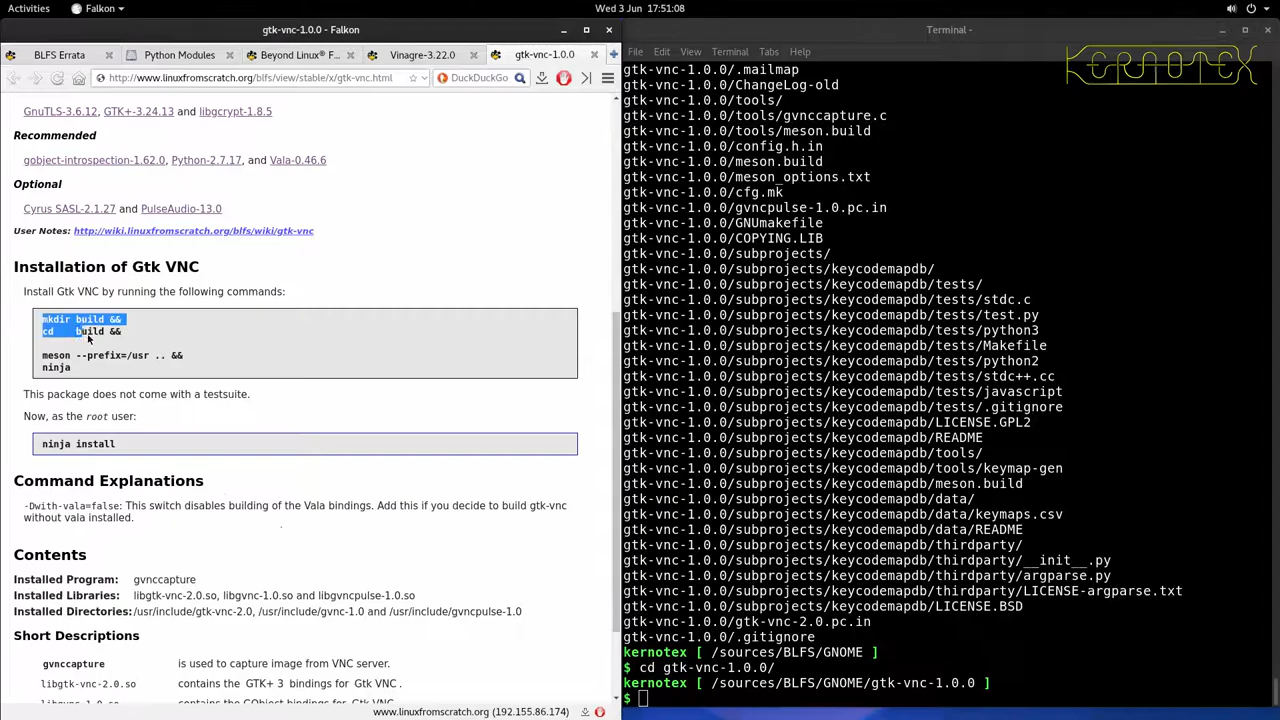 Activities
Falkon
Wed 3 Jun 17:51:08
gtk-vnc-1.0.0 - Falkon
BLFS Errata
Python Modules
Beyond Linux® F...
Vinagre-3.22.0
gtk-vnc-1.0.0
http://www.linuxfromscratch.org/blfs/view/stable/x/gtk-vnc.html
DuckDuckGo
GnuTLS-3.6.12, GTK+-3.24.13 and libgcrypt-1.8.5
Recommended
gobject-introspection-1.62.0, Python-2.7.17, and Vala-0.46.6
Optional
Cyrus SASL-2.1.27 and PulseAudio-13.0
User Notes: http://wiki.linuxfromscratch.org/blfs/wiki/gtk-vnc
Installation of Gtk VNC
Install Gtk VNC by running the following commands:
mkdir build &&
cd    build &&
meson --prefix=/usr .. &&
ninja
This package does not come with a testsuite.
Now, as the root user:
ninja install
Command Explanations
-Dwith-vala=false: This switch disables building of the Vala bindings. Add this if you decide to build gtk-vnc
without vala installed.
Contents
Installed Program: gvnccapture
Installed Libraries: libgtk-vnc-2.0.so, libgvnc-1.0.so and libgvncpulse-1.0.so
Installed Directories: /usr/include/gtk-vnc-2.0, /usr/include/gvnc-1.0 and /usr/include/gvncpulse-1.0
Short Descriptions
gvnccapture is used to capture image from VNC server.
libgtk-vnc-2.0.so contains the GTK+ 3 bindings for Gtk VNC .
libgvnc-1.0.so contains the GObject bindings for Gtk VNC
www.linuxfromscratch.org (192.155.86.174)
Terminal -
File Edit View Terminal Tabs Help
KERNOTEX
gtk-vnc-1.0.0/.mailmap
gtk-vnc-1.0.0/ChangeLog-old
gtk-vnc-1.0.0/tools/
gtk-vnc-1.0.0/tools/gvnccapture.c
gtk-vnc-1.0.0/tools/meson.build
gtk-vnc-1.0.0/config.h.in
gtk-vnc-1.0.0/meson.build
gtk-vnc-1.0.0/meson_options.txt
gtk-vnc-1.0.0/cfg.mk
gtk-vnc-1.0.0/gvncpulse-1.0.pc.in
gtk-vnc-1.0.0/GNUmakefile
gtk-vnc-1.0.0/COPYING.LIB
gtk-vnc-1.0.0/subprojects/
gtk-vnc-1.0.0/subprojects/keycodemapdb/
gtk-vnc-1.0.0/subprojects/keycodemapdb/tests/
gtk-vnc-1.0.0/subprojects/keycodemapdb/tests/stdc.c
gtk-vnc-1.0.0/subprojects/keycodemapdb/tests/test.py
gtk-vnc-1.0.0/subprojects/keycodemapdb/tests/python3
gtk-vnc-1.0.0/subprojects/keycodemapdb/tests/Makefile
gtk-vnc-1.0.0/subprojects/keycodemapdb/tests/python2
gtk-vnc-1.0.0/subprojects/keycodemapdb/tests/stdc++.cc
gtk-vnc-1.0.0/subprojects/keycodemapdb/tests/javascript
gtk-vnc-1.0.0/subprojects/keycodemapdb/tests/.gitignore
gtk-vnc-1.0.0/subprojects/keycodemapdb/LICENSE.GPL2
gtk-vnc-1.0.0/subprojects/keycodemapdb/README
gtk-vnc-1.0.0/subprojects/keycodemapdb/tools/
gtk-vnc-1.0.0/subprojects/keycodemapdb/tools/keymap-gen
gtk-vnc-1.0.0/subprojects/keycodemapdb/meson.build
gtk-vnc-1.0.0/subprojects/keycodemapdb/data/
gtk-vnc-1.0.0/subprojects/keycodemapdb/data/keymaps.csv
gtk-vnc-1.0.0/subprojects/keycodemapdb/data/README
gtk-vnc-1.0.0/subprojects/keycodemapdb/thirdparty/
gtk-vnc-1.0.0/subprojects/keycodemapdb/thirdparty/__init__.py
gtk-vnc-1.0.0/subprojects/keycodemapdb/thirdparty/argparse.py
gtk-vnc-1.0.0/subprojects/keycodemapdb/thirdparty/LICENSE-argparse.txt
gtk-vnc-1.0.0/subprojects/keycodemapdb/LICENSE.BSD
gtk-vnc-1.0.0/gtk-vnc-2.0.pc.in
gtk-vnc-1.0.0/.gitignore
kernotex [ /sources/BLFS/GNOME ]
$ cd gtk-vnc-1.0.0/
kernotex [ /sources/BLFS/GNOME/gtk-vnc-1.0.0 ]
$